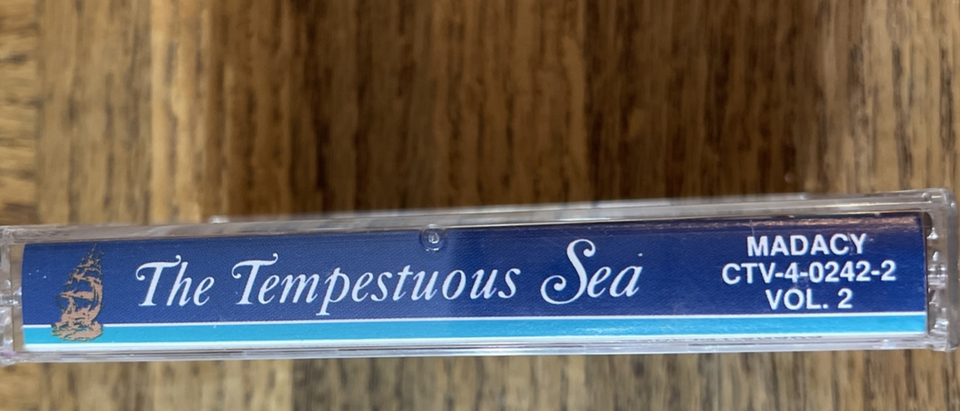 The Tempestuous Sea
MADACY
CTV-4-0242-2
VOL. 2